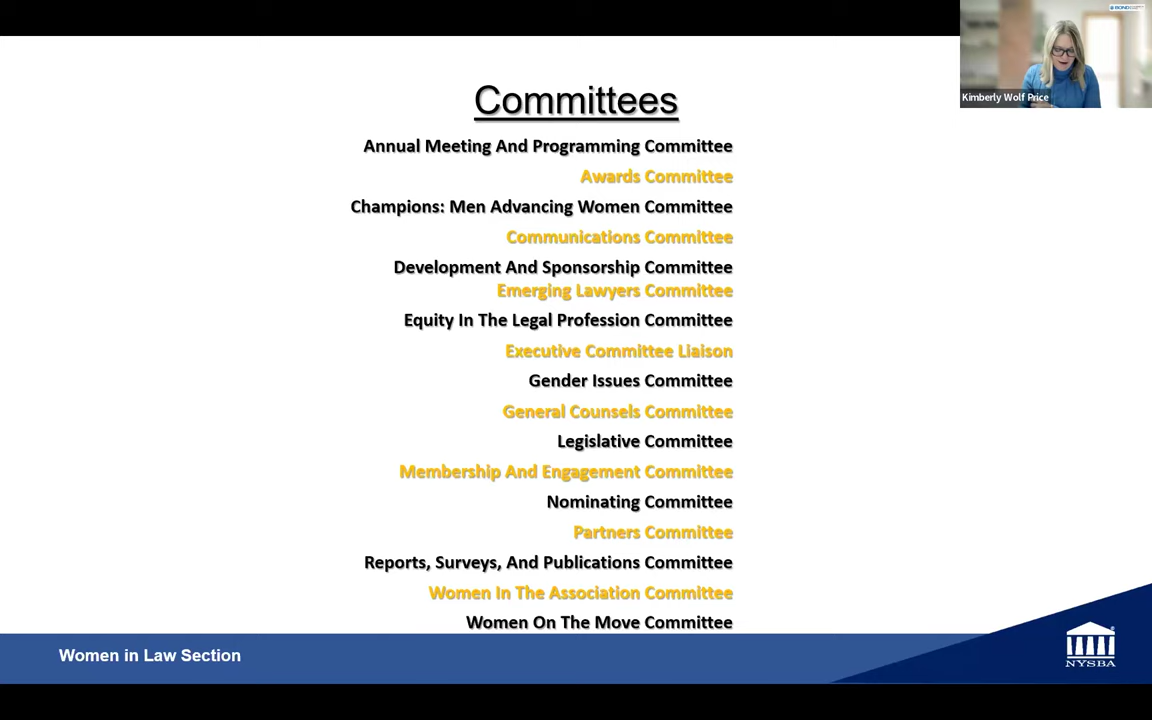 Committees
Annual Meeting And Programming Committee
Awards Committee
Champions: Men Advancing Women Committee
Communications Committee
Development And Sponsorship Committee
Emerging Lawyers Committee
Equity In The Legal Profession Committee
Executive Committee Liaison
Gender Issues Committee
General Counsels Committee
Legislative Committee
Membership And Engagement Committee
Nominating Committee
Partners Committee
Reports, Surveys, And Publications Committee
Women In The Association Committee
Women On The Move Committee
Women in Law Section
NYSBA
Kimberly Wolf Price